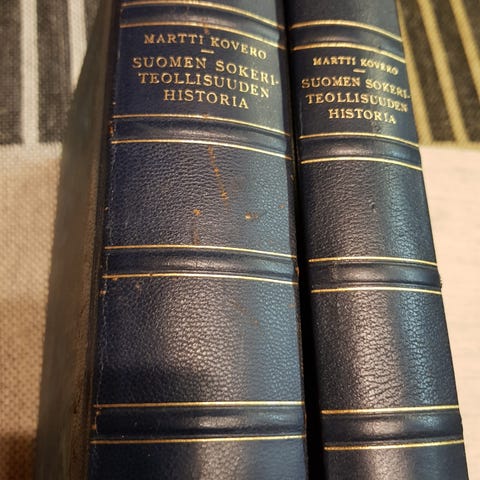 MARTTI KOVERO
SUOMEN SOKERI-
TEOLLISUUDEN
HISTORIA
MARTTI KOVERO
SUOMEN SOKERI-
TEOLLISUUDEN
HISTORIA